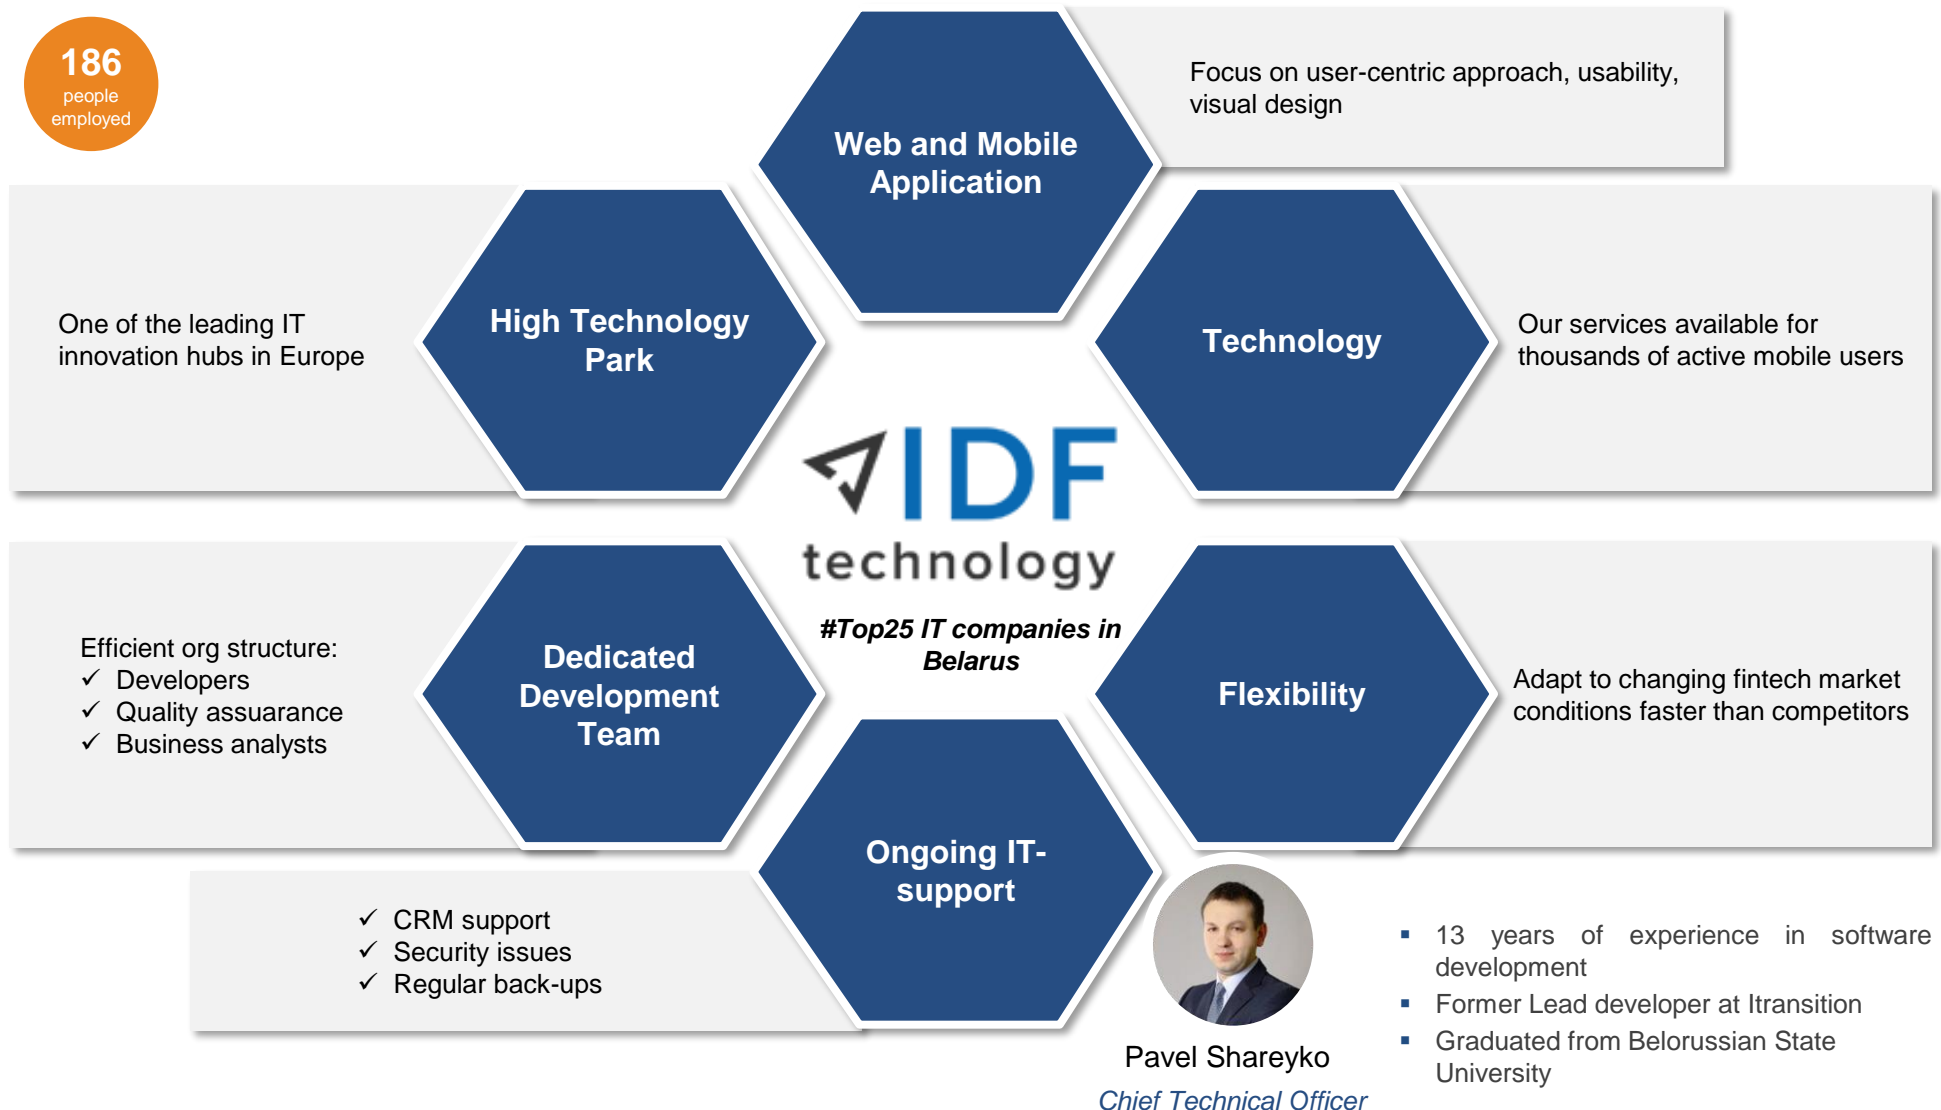 186
people
employed
Web and Mobile
Application
Focus on user-centric approach, usability,
visual design
One of the leading IT
innovation hubs in Europe
High Technology
Park
Technology
Our services available for
thousands of active mobile users
IDF
technology
#Top25 IT companies in
Belarus
Efficient org structure:
✓ Developers
✓ Quality assuarance
✓ Business analysts
Dedicated
Development
Team
Flexibility
Adapt to changing fintech market
conditions faster than competitors
Ongoing IT-
support
✓ CRM support
✓ Security issues
✓ Regular back-ups
Pavel Shareyko
Chief Technical Officer
▪ 13 years of experience in software
development
▪ Former Lead developer at Itransition
▪ Graduated from Belorussian State
University